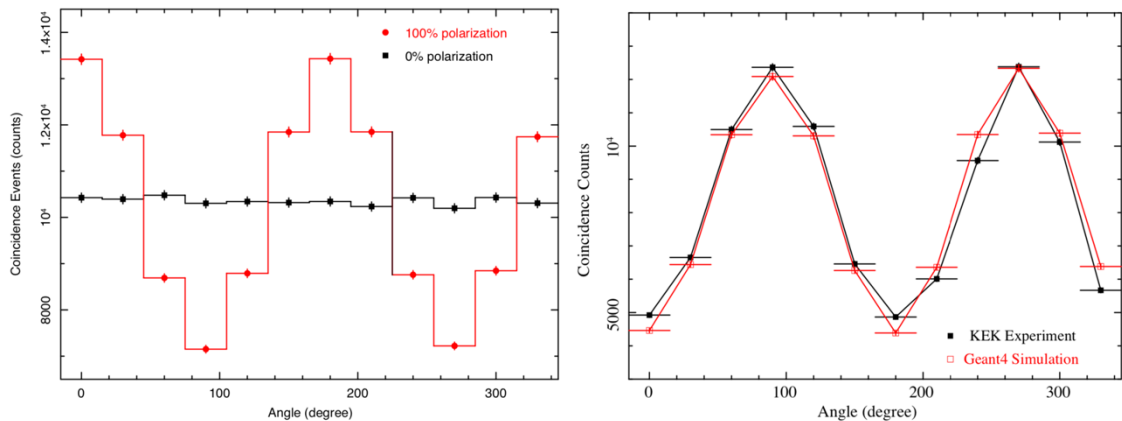 1.4×10⁴
1.2×10⁴
10⁴
8000
Coincidence Events (counts)
100% polarization
0% polarization
0 100 200 300
Angle (degree)
10⁴
5000
Coincidence Counts
KEK Experiment
Geant4 Simulation
0 100 200 300
Angle (degree)